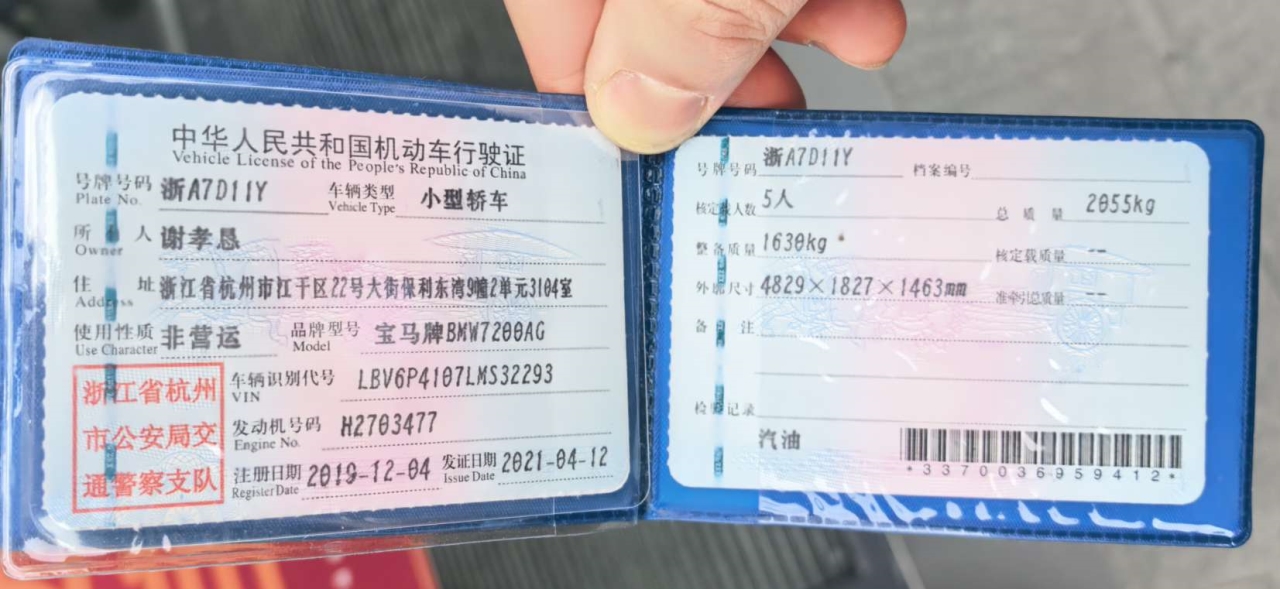 中华人民共和国机动车行驶证
Vehicle License of the People's Republic of China
号牌号码 浙A7D11Y 车辆类型 小型轿车
Plate No. Vehicle Type
所 人 谢孝恳
Owner
住 址 浙江省杭州市江干区22号大街保利东湾9幢2单元3104室
Address
使用性质 非营运 品牌型号 宝马牌BMW7200AG
Use Character Model
浙江省杭州
市公安局交
通警察支队
车辆识别代号 LBV6P4107LMS32293
VIN
发动机号码 H2703477
Engine No.
注册日期 2019-12-04 发证日期 2021-04-12
Register Date Issue Date
号牌号码 浙A7D11Y 档案编号
核定载人数 5人 总质量 2055kg
整备质量 1630kg 核定载质量 --
外廓尺寸 4829×1827×1463mm 准牵引总质量 --
备 注
检验记录
汽油
*3370036959412*